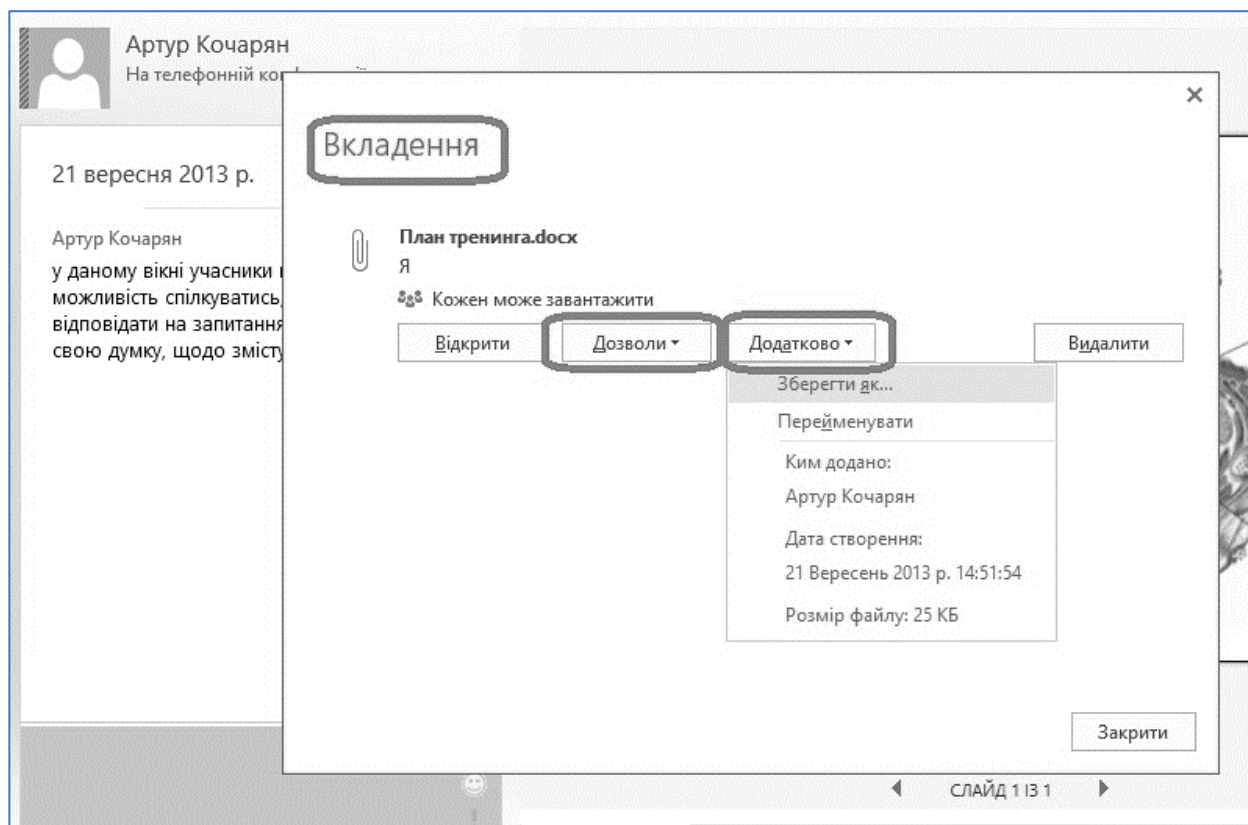 Артур Кочарян
На телефонній
21 вересня 2013 р.
Артур Кочарян
у даному вікні учасники
можливість спілкуватись,
відповідати на запитання
свою думку, щодо змісту
Вкладення
План тренинга.docx
Я
Кожен може завантажити
Відкрити Дозволи Додатково Видалити
Зберегти як...
Перейменувати
Ким додано:
Артур Кочарян
Дата створення:
21 Вересень 2013 р. 14:51:54
Розмір файлу: 25 КБ
Закрити
СЛАЙД 1 ІЗ 1